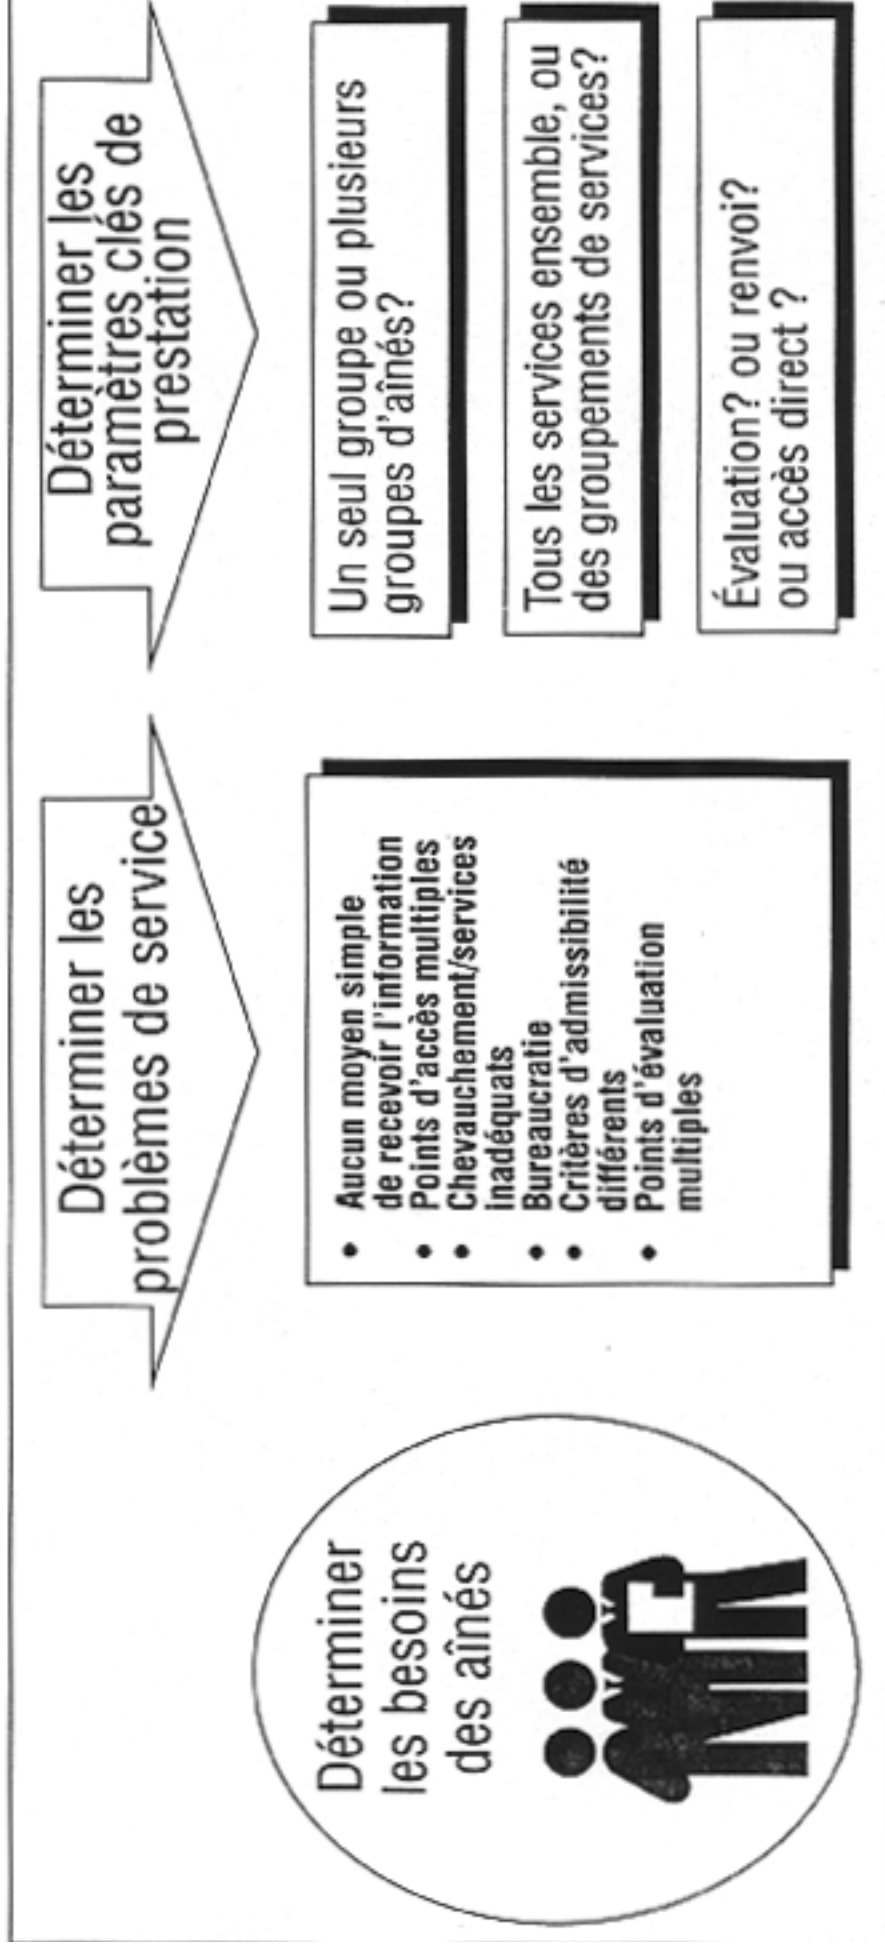 Déterminer
les besoins
des aînés
Déterminer les
problèmes de service
• Aucun moyen simple
de recevoir l'information
• Points d'accès multiples
• Chevauchement/services
inadéquats
• Bureaucratie
• Critères d'admissibilité
différents
• Points d'évaluation
multiples
Déterminer les
paramètres clés de
prestation
Un seul groupe ou plusieurs
groupes d'aînés?
Tous les services ensemble, ou
des groupements de services?
Évaluation? ou renvoi?
ou accès direct ?